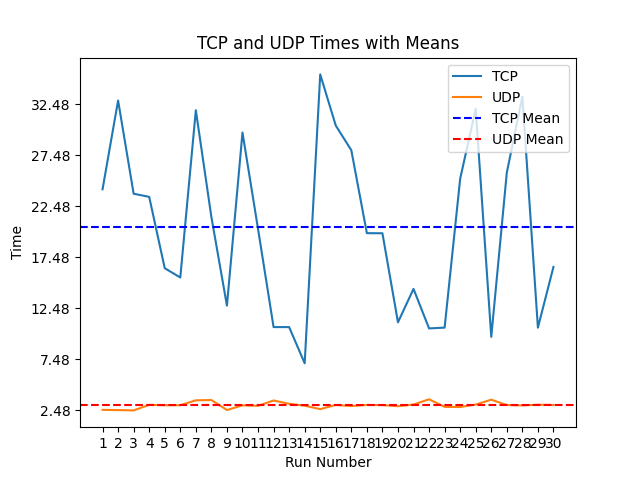 TCP and UDP Times with Means
TCP
UDP
TCP Mean
UDP Mean
32.48
27.48
22.48
17.48
12.48
7.48
2.48
Time
1 2 3 4 5 6 7 8 9 10 11 12 13 14 15 16 17 18 19 20 21 22 23 24 25 26 27 28 29 30
Run Number